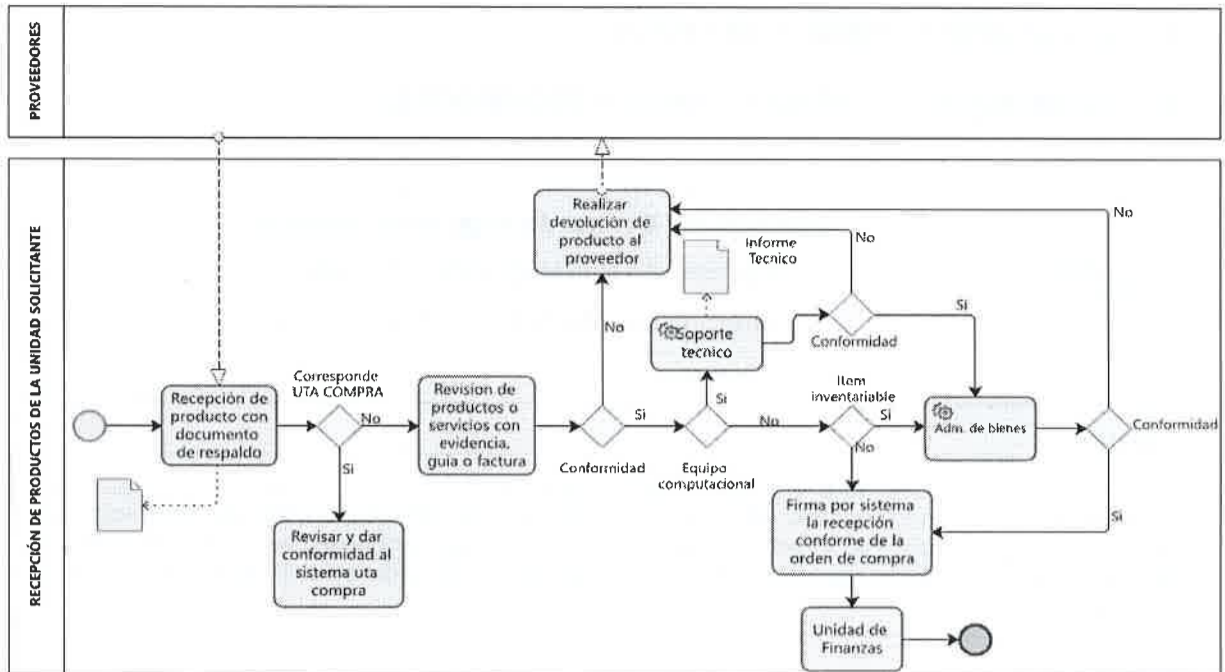 PROVEEDORES
RECEPCIÓN DE PRODUCTOS DE LA UNIDAD SOLICITANTE
Realizar
devolución de
producto al
proveedor
No
No
Informe
Tecnico
No
Soporte
tecnico
Conformidad
Si
Recepción de
producto con
documento
de respaldo
Corresponde
UTA COMPRA
No
Si
Revision de
productos o
servicios con
evidencia,
guia o factura
Conformidad
Si
Si
Equipo
computacional
No
Item
inventariable
Si
No
Adm. de bienes
Conformidad
Si
Revisar y dar
conformidad al
sistema uta
compra
Firma por sistema
la recepción
conforme de la
orden de compra
Unidad de
Finanzas